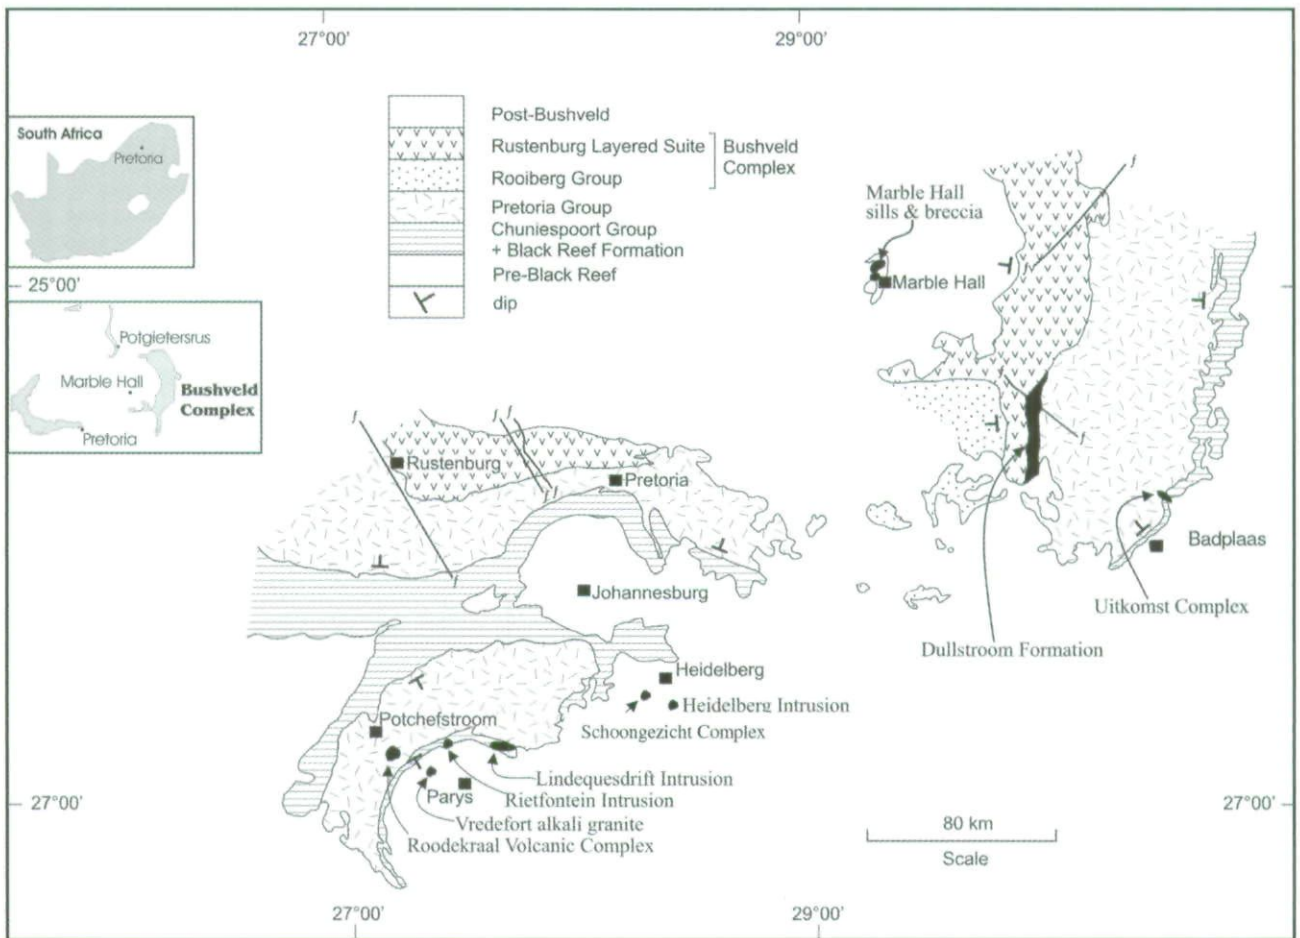 27°00'
29°00'
South Africa
Pretoria
25°00'
Potgietersrus
Marble Hall
Bushveld
Complex
Pretoria
Post-Bushveld
Rustenburg Layered Suite
Rooiberg Group
Bushveld
Complex
Pretoria Group
Chuniespoort Group
+ Black Reef Formation
Pre-Black Reef
dip
Marble Hall
sills & breccia
Marble Hall
f
f
f
f
f
Rustenburg
Pretoria
f f
f
Johannesburg
Badplaas
Uitkomst Complex
Dullstroom Formation
Heidelberg
Heidelberg Intrusion
Schoongezicht Complex
Potchefstroom
Lindequesdrift Intrusion
Rietfontein Intrusion
Parys
Vredefort alkali granite
Roodekraal Volcanic Complex
27°00'
27°00'
80 km
Scale
27°00'
29°00'